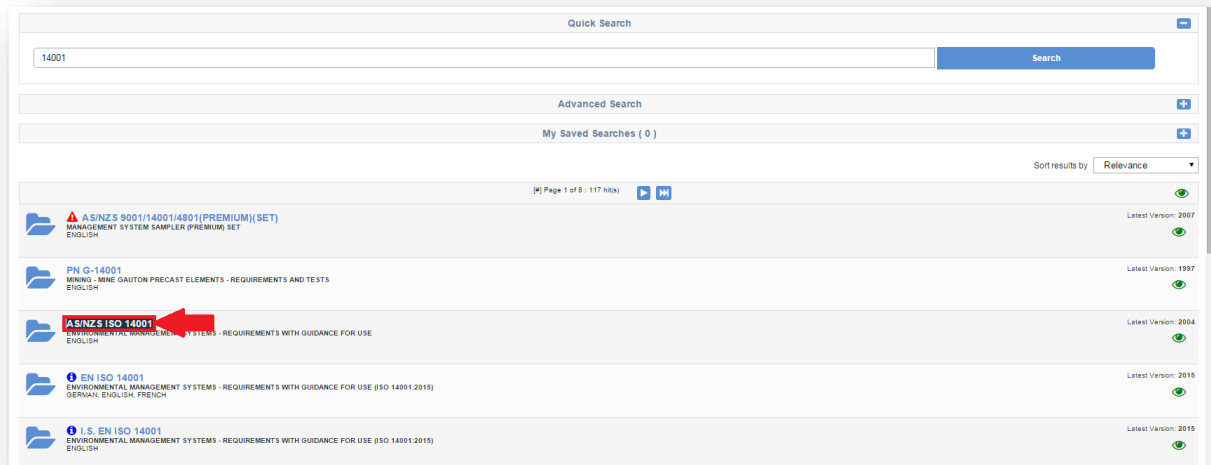 Quick Search
14001
Search
Advanced Search
My Saved Searches ( 0 )
Sort results by Relevance
[#] Page 1 of 8 : 117 hit(s)
AS/NZS 9001/14001/4801(PREMIUM)(SET)
Latest Version: 2007
MANAGEMENT SYSTEM SAMPLER (PREMIUM) SET
ENGLISH
PN G-14001
Latest Version: 1997
MINING - MINE GAUTON PRECAST ELEMENTS - REQUIREMENTS AND TESTS
ENGLISH
AS/NZS ISO 14001
Latest Version: 2004
ENVIRONMENTAL MANAGEMENT SYSTEMS - REQUIREMENTS WITH GUIDANCE FOR USE
ENGLISH
EN ISO 14001
Latest Version: 2015
ENVIRONMENTAL MANAGEMENT SYSTEMS - REQUIREMENTS WITH GUIDANCE FOR USE (ISO 14001:2015)
GERMAN, ENGLISH, FRENCH
I.S. EN ISO 14001
Latest Version: 2015
ENVIRONMENTAL MANAGEMENT SYSTEMS - REQUIREMENTS WITH GUIDANCE FOR USE (ISO 14001:2015)
ENGLISH